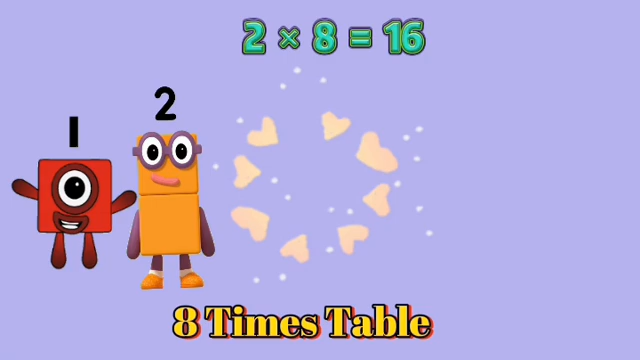 2 × 8 = 16
1
2
8 Times Table